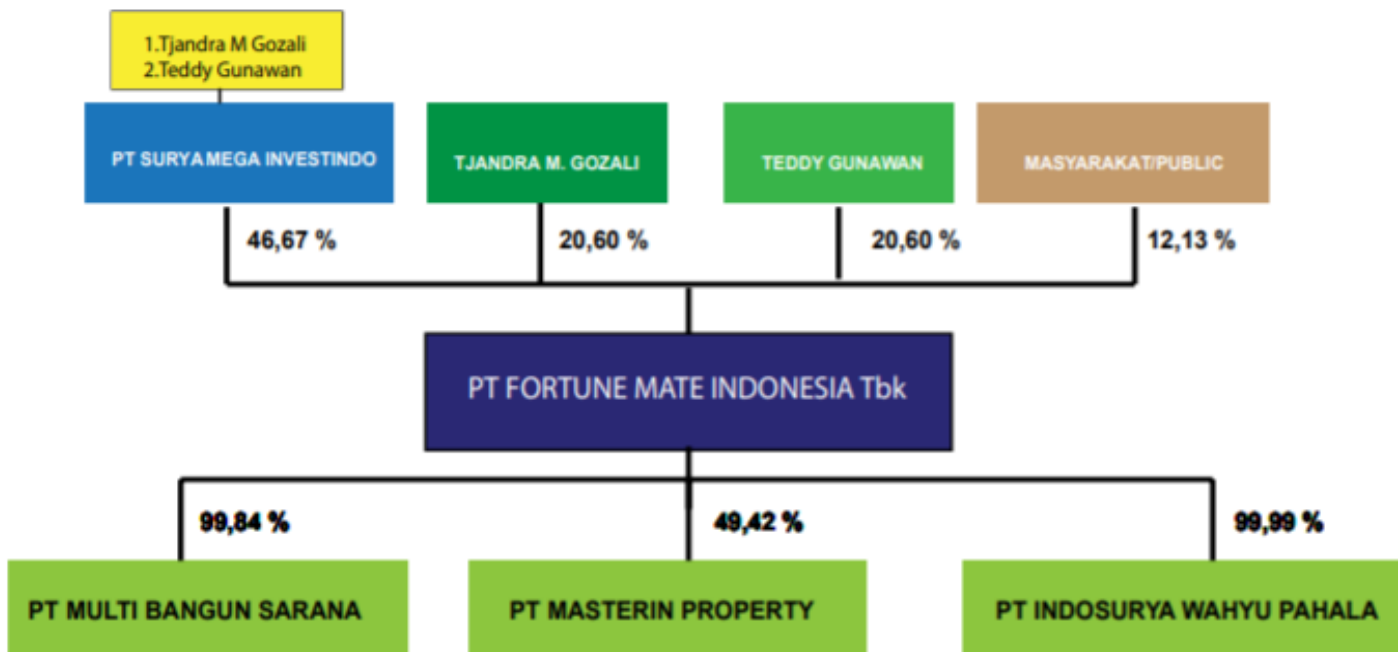 1.Tjandra M Gozali
2.Teddy Gunawan
PT SURYA MEGA INVESTINDO
TJANDRA M. GOZALI
TEDDY GUNAWAN
MASYARAKAT/PUBLIC
46,67 %
20,60 %
20,60 %
12,13 %
PT FORTUNE MATE INDONESIA Tbk
99,84 %
49,42 %
99,99 %
PT MULTI BANGUN SARANA
PT MASTERIN PROPERTY
PT INDOSURYA WAHYU PAHALA